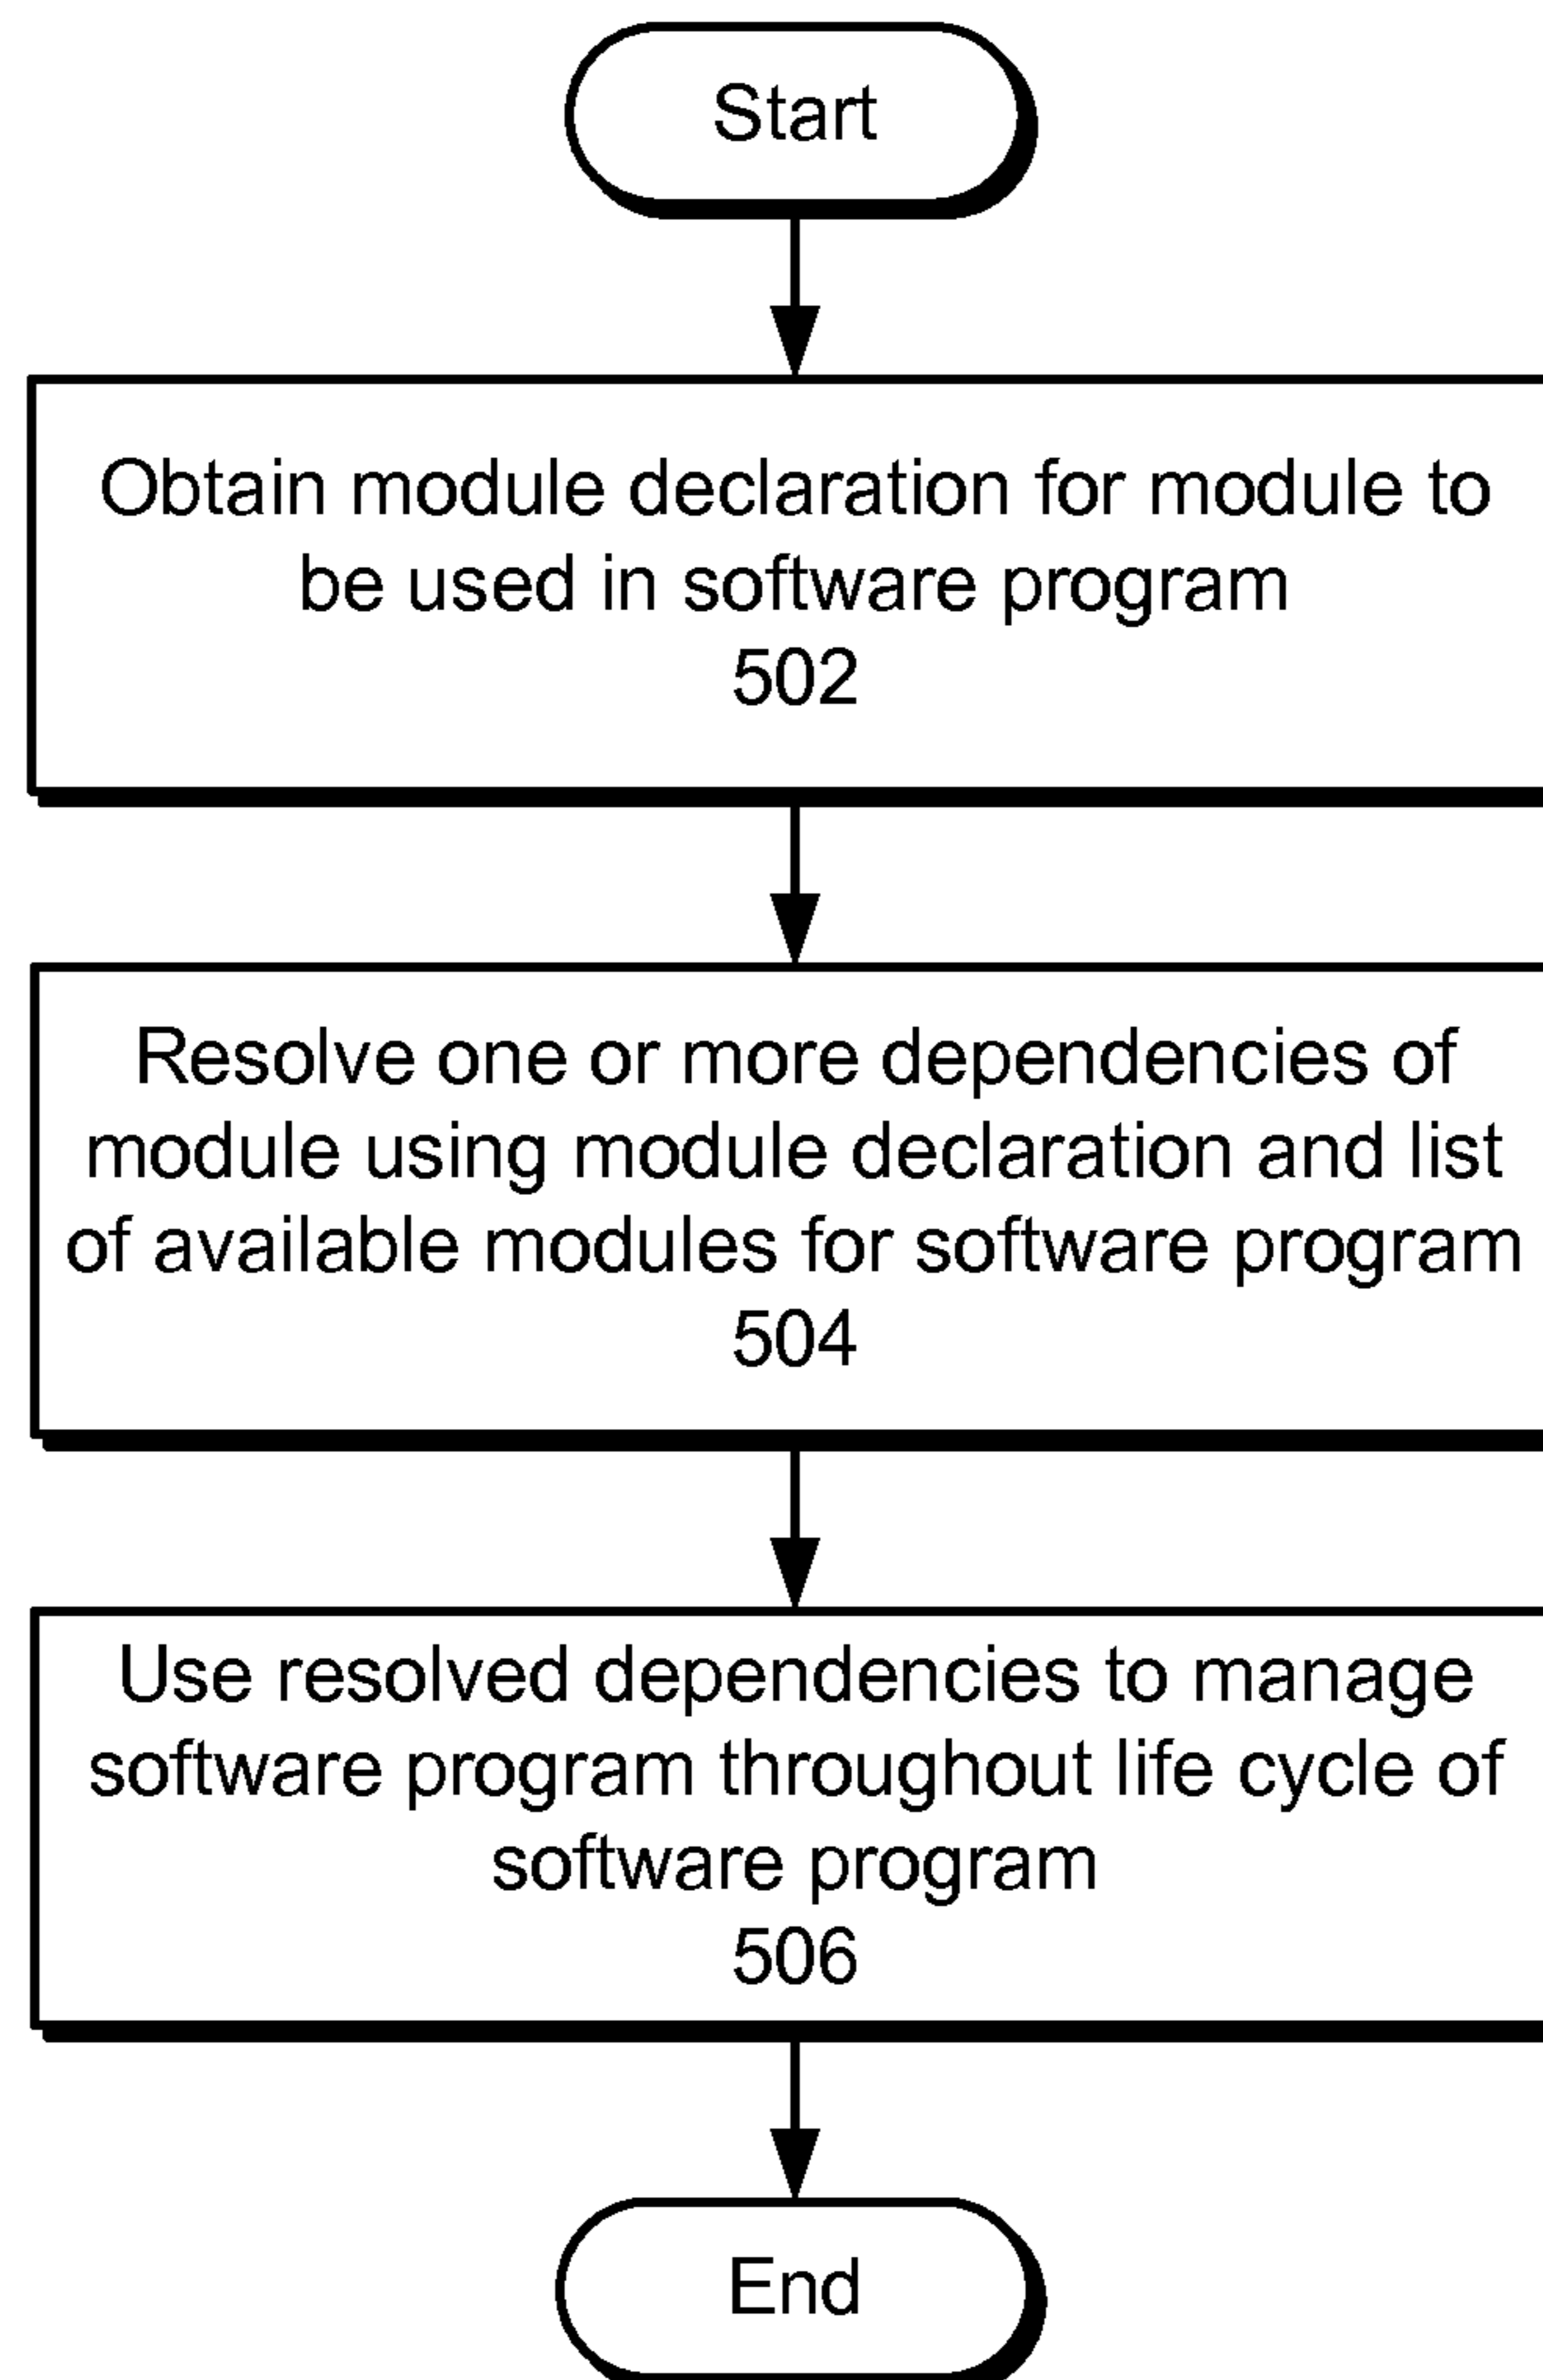 Start
Obtain module declaration for module to
be used in software program
502
Resolve one or more dependencies of
module using module declaration and list
of available modules for software program
504
Use resolved dependencies to manage
software program throughout life cycle of
software program
506
End